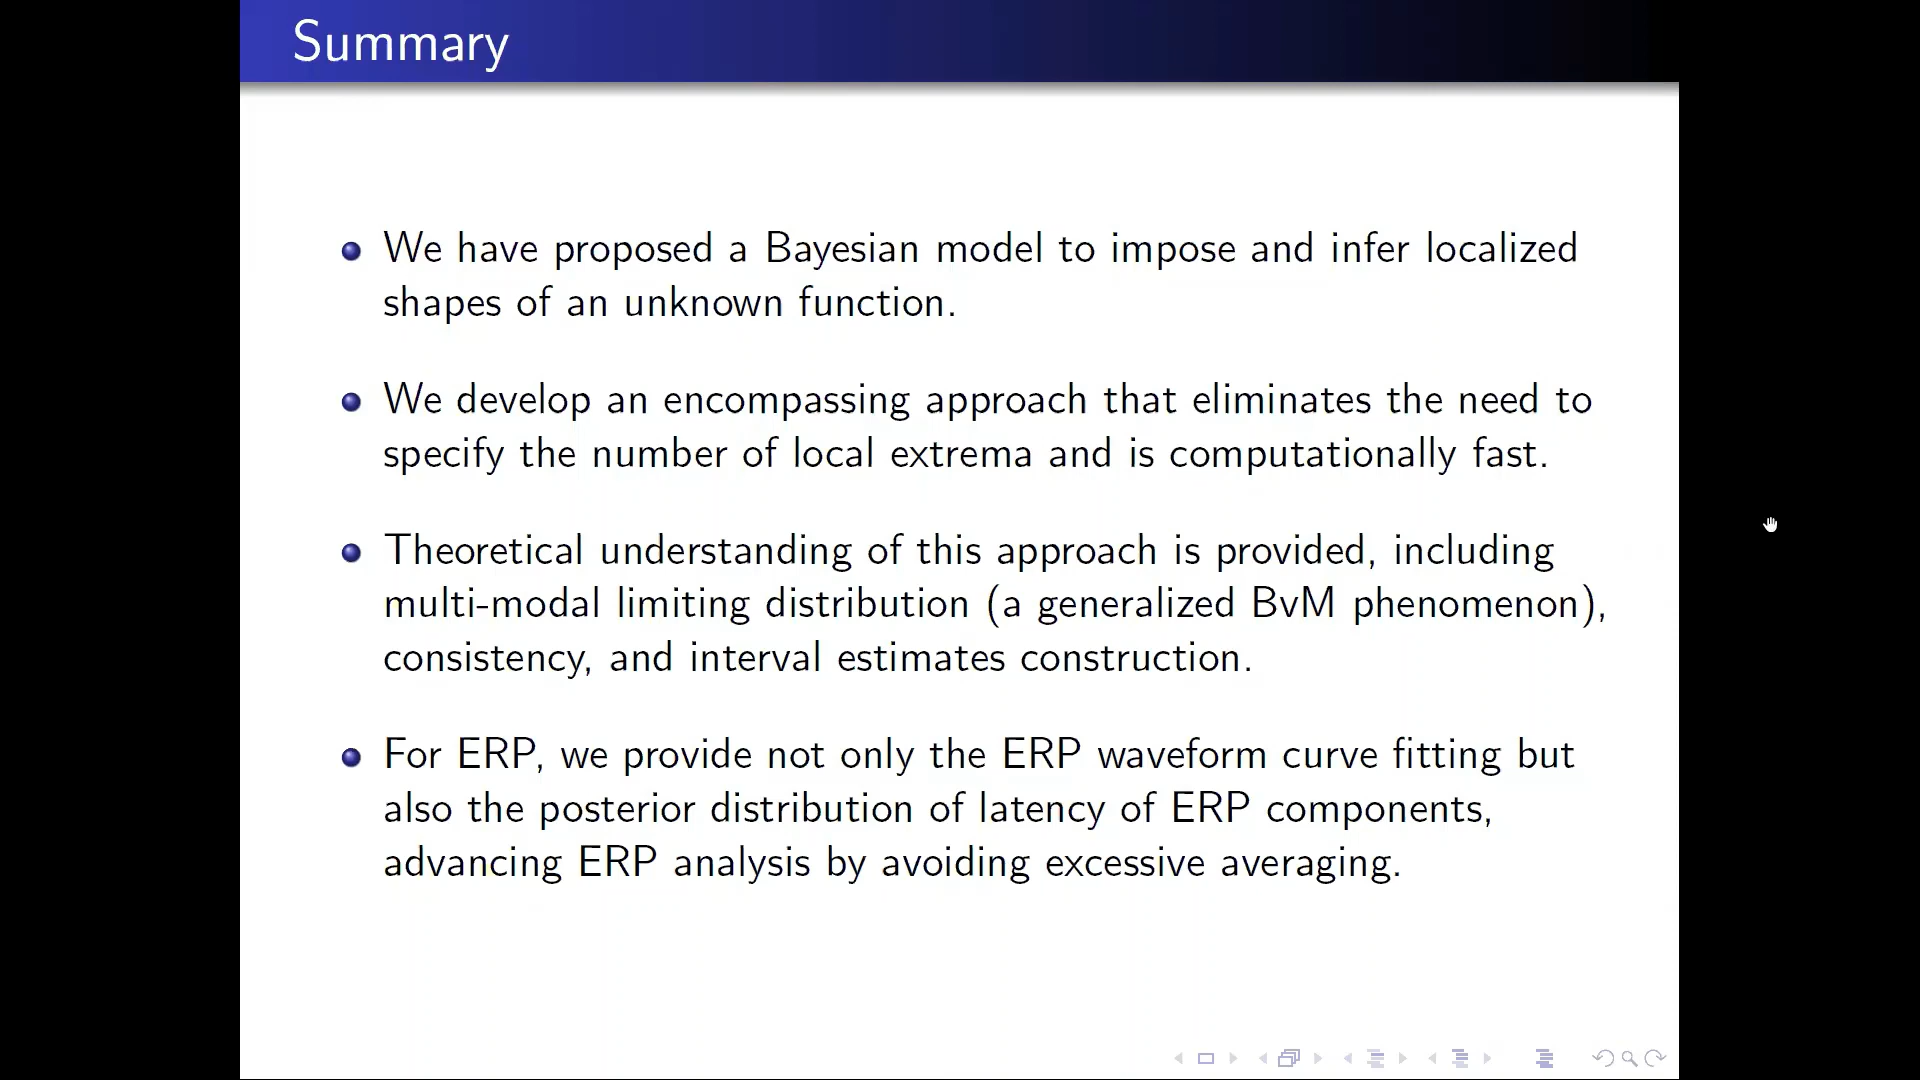 Summary
We have proposed a Bayesian model to impose and infer localized
shapes of an unknown function.
We develop an encompassing approach that eliminates the need to
specify the number of local extrema and is computationally fast.
Theoretical understanding of this approach is provided, including
multi-modal limiting distribution (a generalized BvM phenomenon),
consistency, and interval estimates construction.
For ERP, we provide not only the ERP waveform curve fitting but
also the posterior distribution of latency of ERP components,
advancing ERP analysis by avoiding excessive averaging.